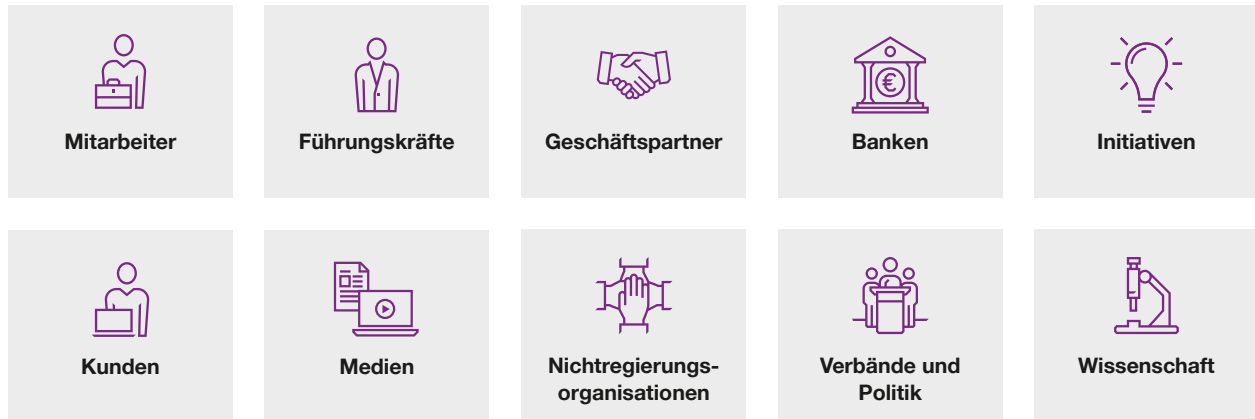 Mitarbeiter
Führungskräfte
Geschäftspartner
Banken
€
Initiativen
Kunden
Medien
Nichtregierungs-
organisationen
Verbände und
Politik
Wissenschaft